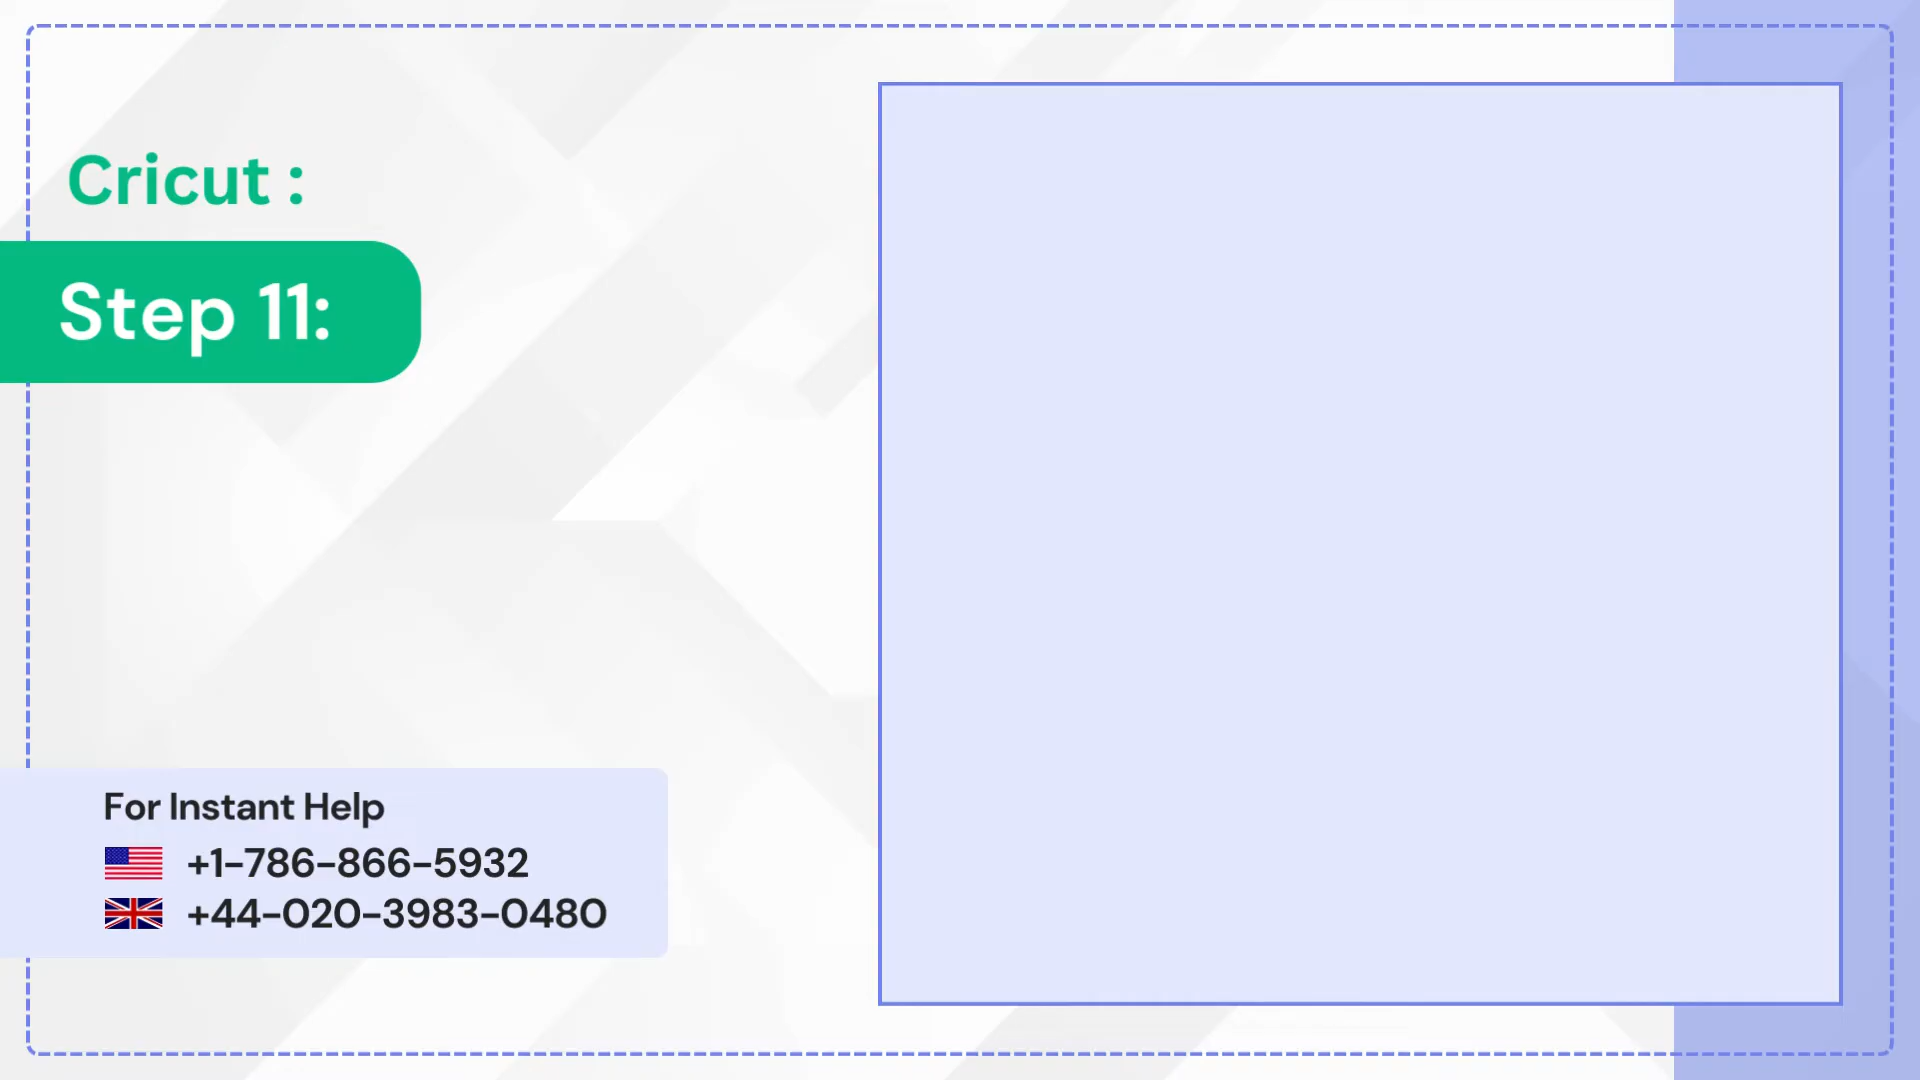 Cricut :
Step 11:
For Instant Help
+1-786-866-5932
+44-020-3983-0480